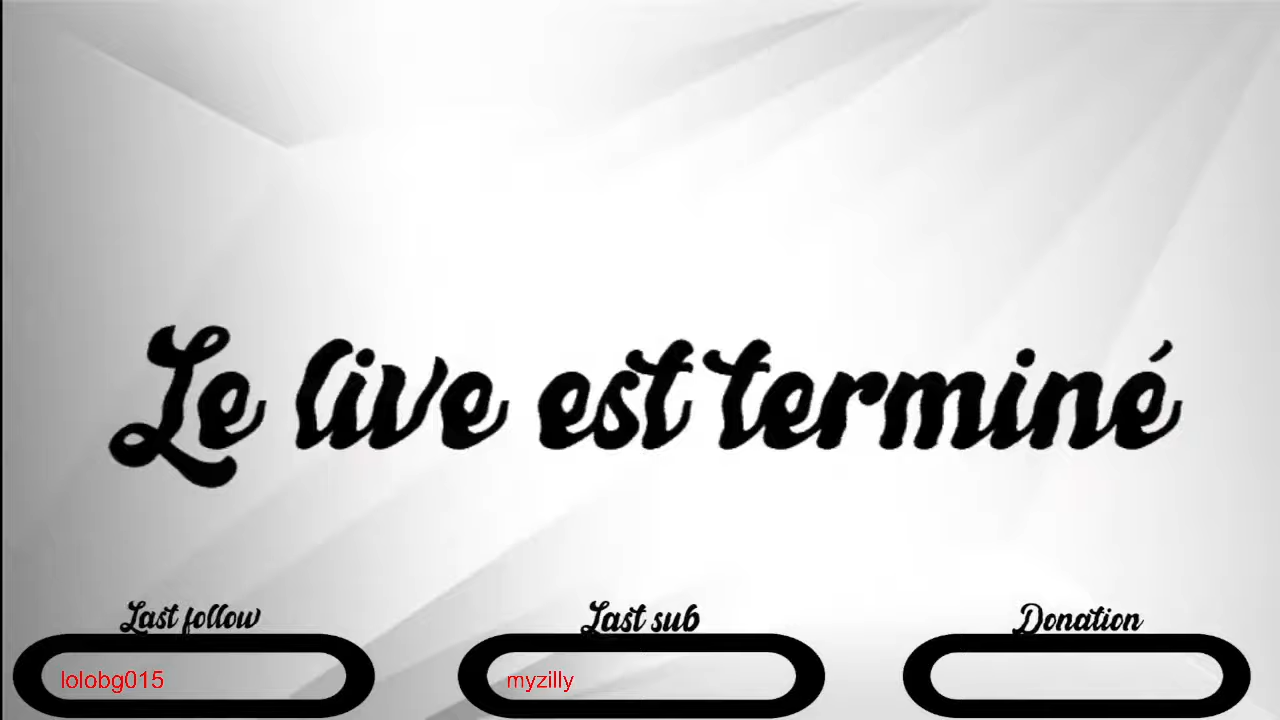 Le live est terminé
Last follow
Last sub
Donation
lolobg015
myzilly